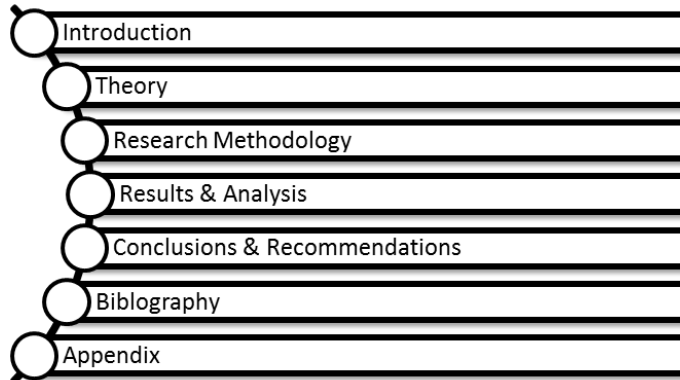 Introduction
Theory
Research Methodology
Results & Analysis
Conclusions & Recommendations
Biblography
Appendix